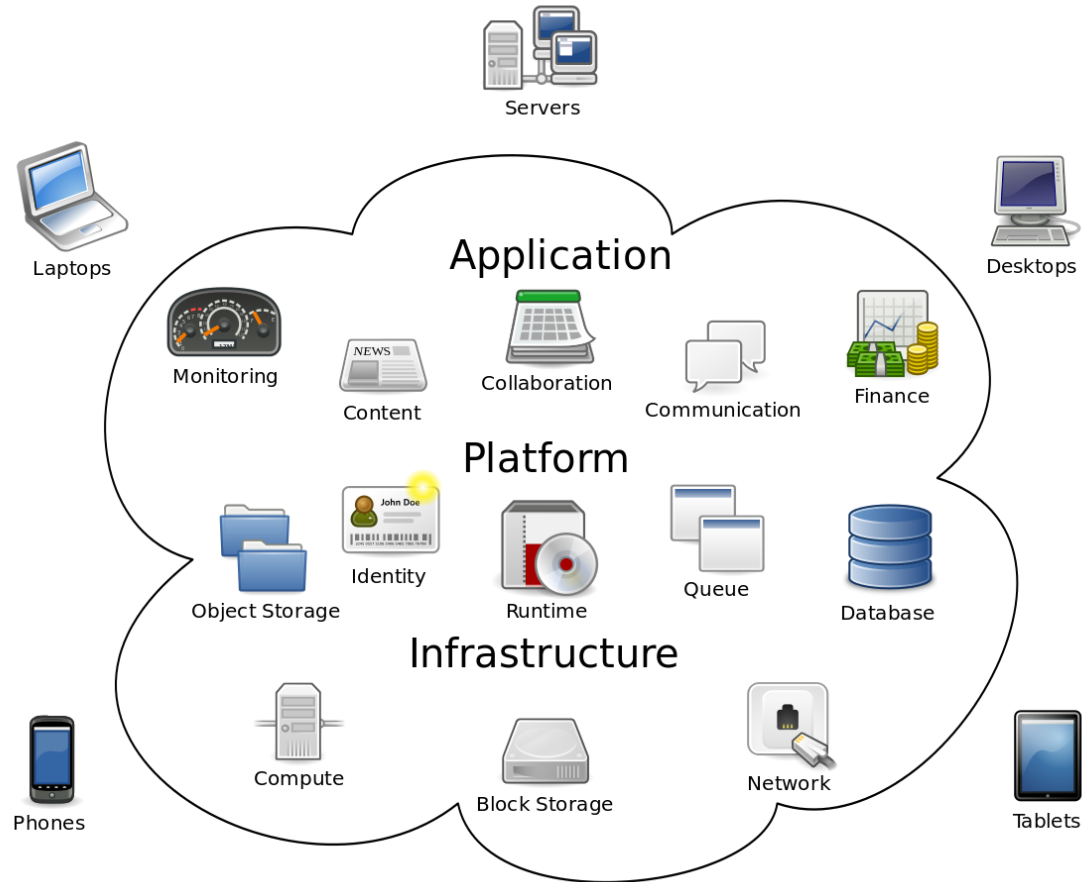 Servers
Laptops
Desktops
Application
Monitoring
NEWS
Content
Collaboration
Communication
Finance
Platform
Object Storage
John Doe
Identity
Runtime
Queue
Database
Infrastructure
Compute
Block Storage
Network
Phones
Tablets